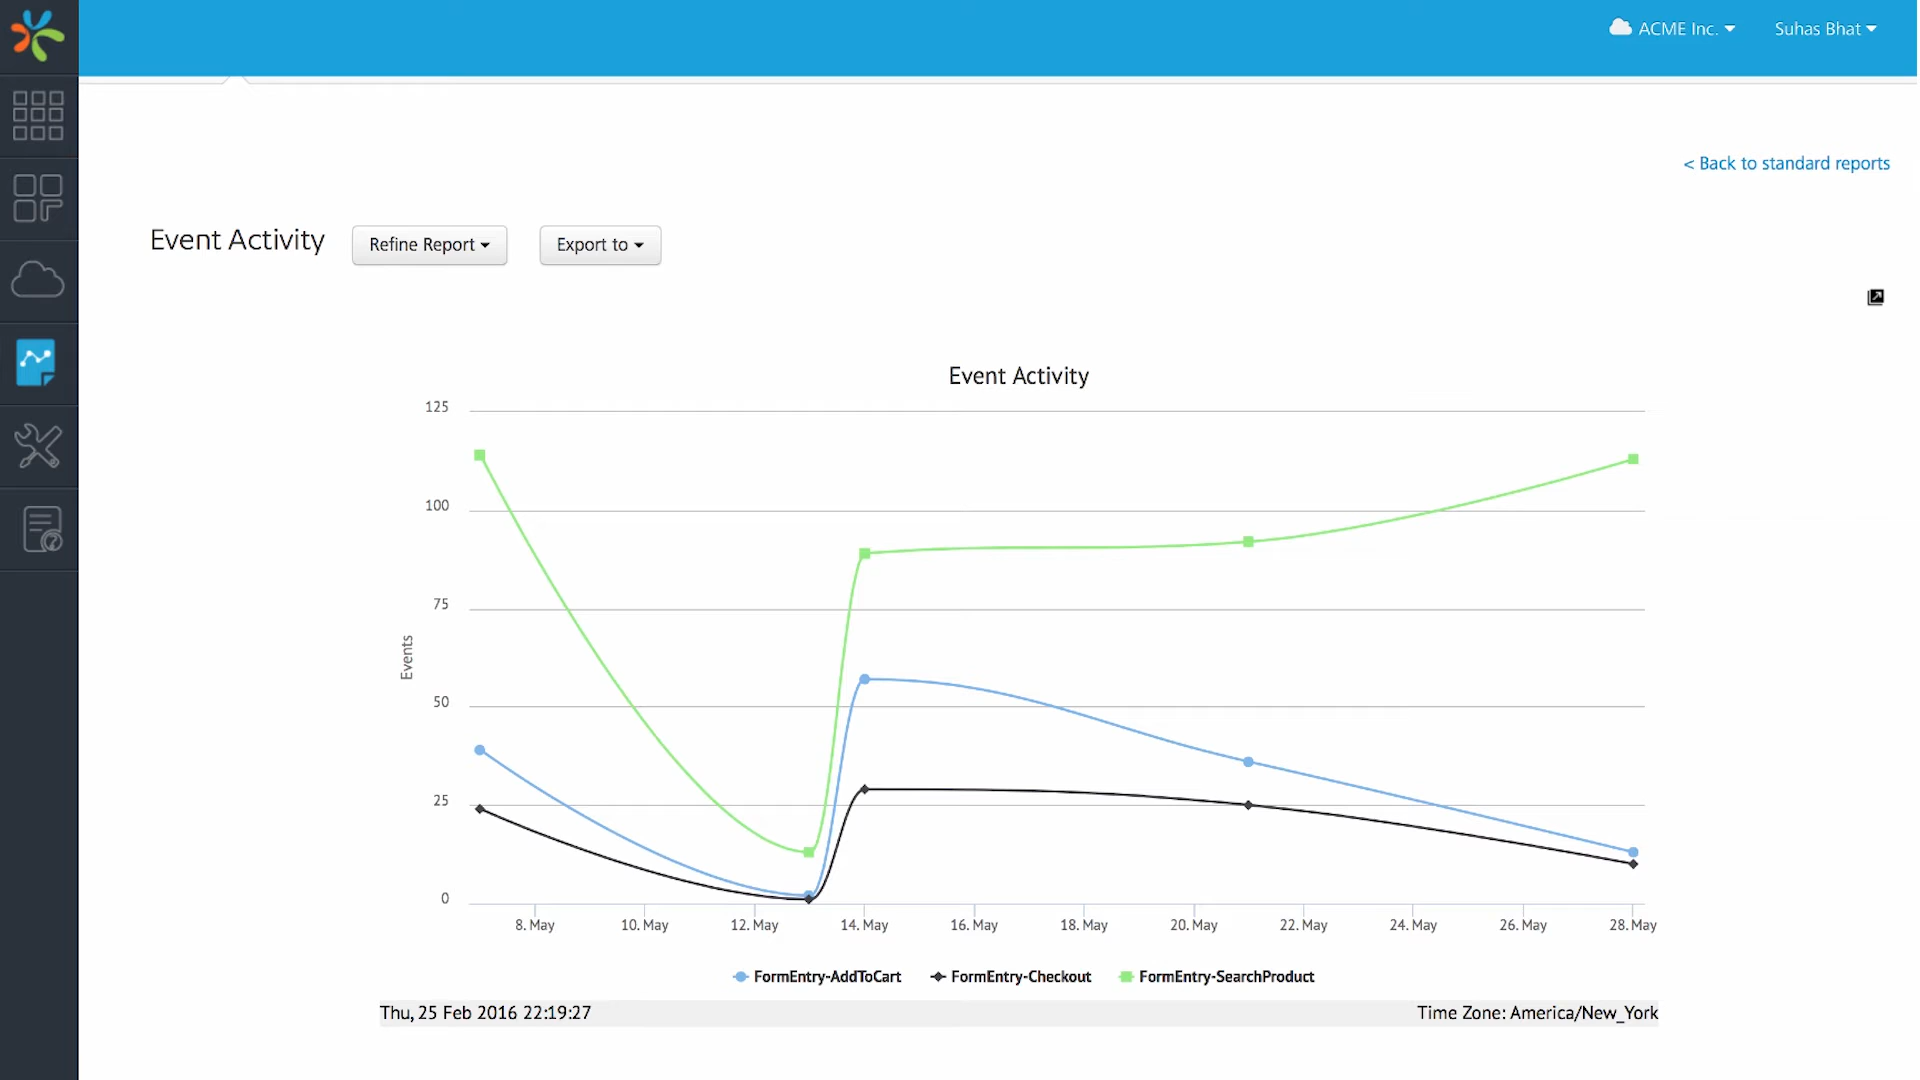 ACME Inc. Suhas Bhat
< Back to standard reports
Event Activity Refine Report Export to
Event Activity
125
100
75
50
25
0
Events
8. May 10. May 12. May 14. May 16. May 18. May 20. May 22. May 24. May 26. May 28. May
FormEntry-AddToCart FormEntry-Checkout FormEntry-SearchProduct
Thu, 25 Feb 2016 22:19:27 Time Zone: America/New_York